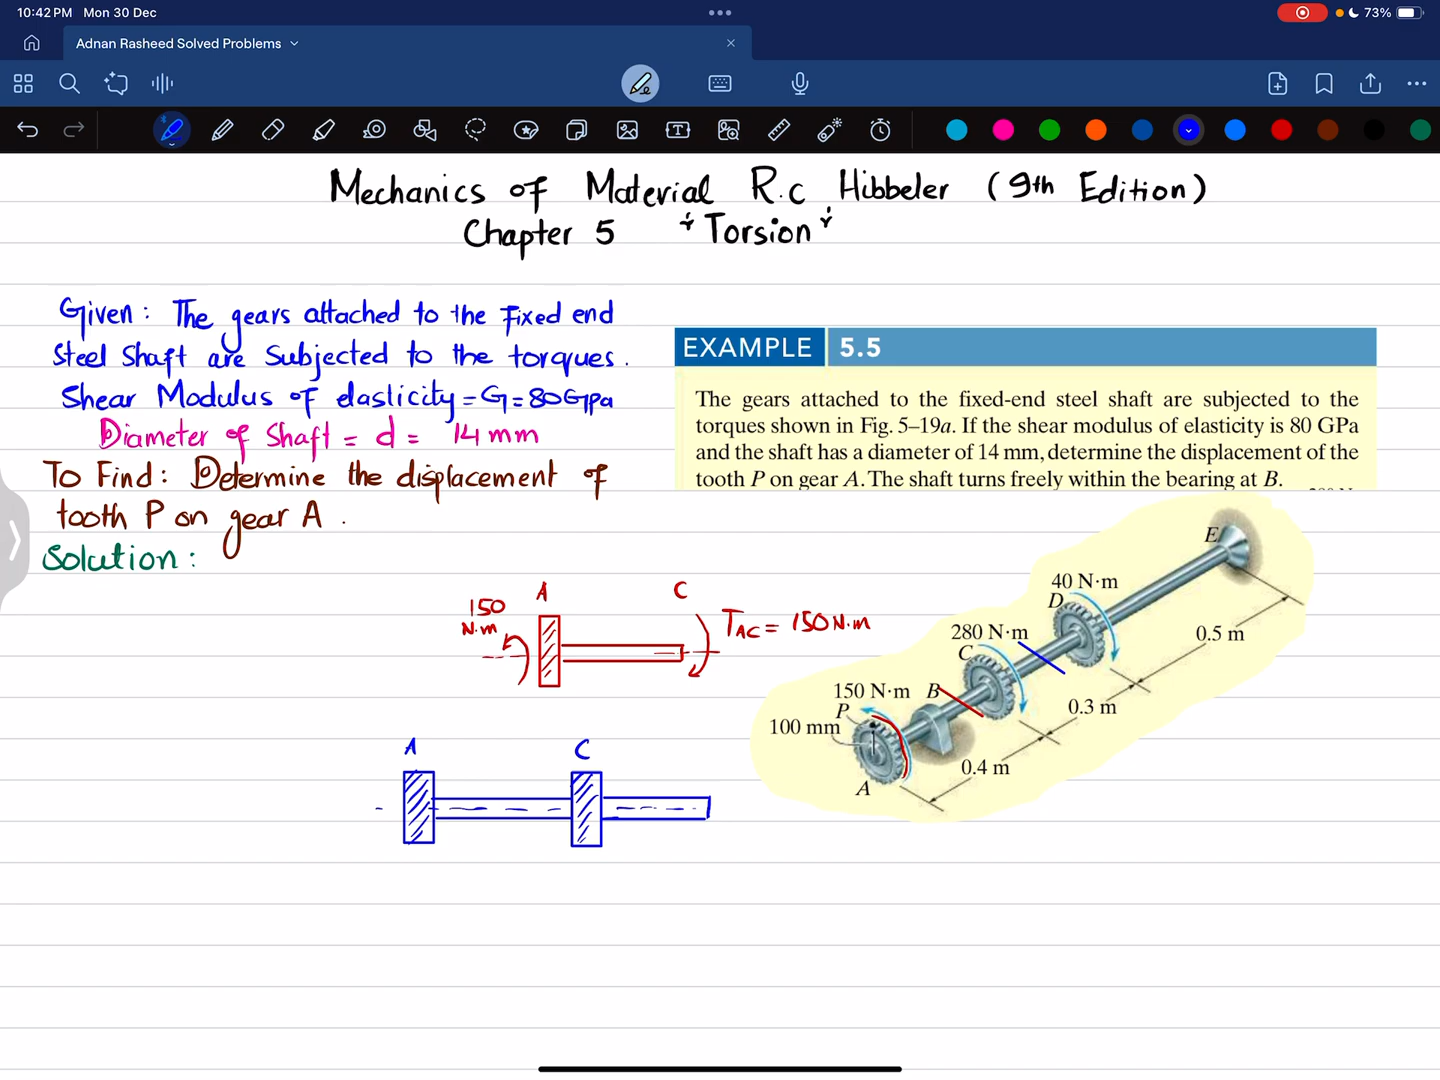 10:42 PM Mon 30 Dec
73%
Adnan Rasheed Solved Problems
Mechanics of Material R.c Hibbeler (9th Edition)
Chapter 5 * Torsion *
Given: The gears attached to the Fixed end
Steel Shaft are Subjected to the torques.
Shear Modulus of elasticity = G = 80 GPa
Diameter of Shaft = d = 14 mm
To Find: Determine the displacement of
tooth P on gear A.
Solution:
EXAMPLE 5.5
The gears attached to the fixed-end steel shaft are subjected to the
torques shown in Fig. 5–19a. If the shear modulus of elasticity is 80 GPa
and the shaft has a diameter of 14 mm, determine the displacement of the
tooth P on gear A. The shaft turns freely within the bearing at B.
E
40 N·m
D
280 N·m
C
0.5 m
150 N·m B
P
0.3 m
100 mm
0.4 m
A
A C
150
N.m
TAC = 150 N.m
A C